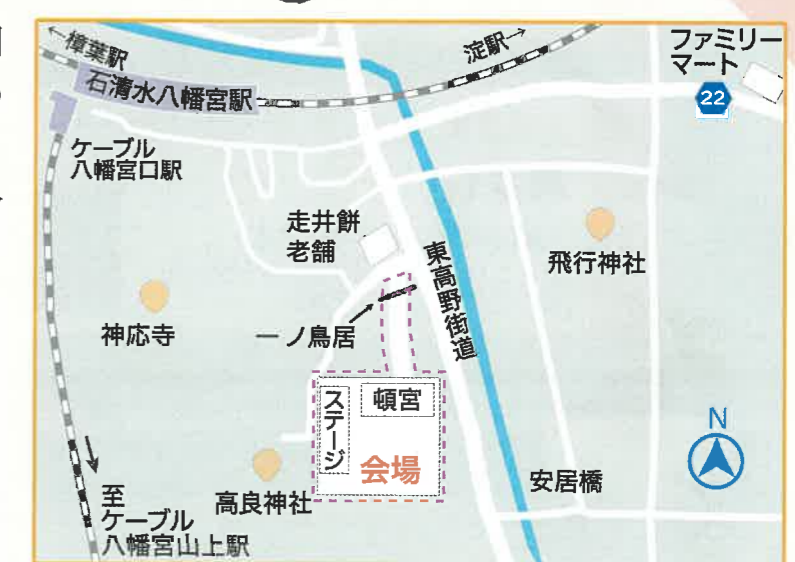 ←樟葉駅
淀駅→
ファミリー
マート
22
石清水八幡宮駅
ケーブル
八幡宮口駅
走井餅
老舗
飛行神社
東高野街道
神応寺
一ノ鳥居
ステージ
頓宮
会場
N
安居橋
高良神社
至
ケーブル
八幡宮山上駅